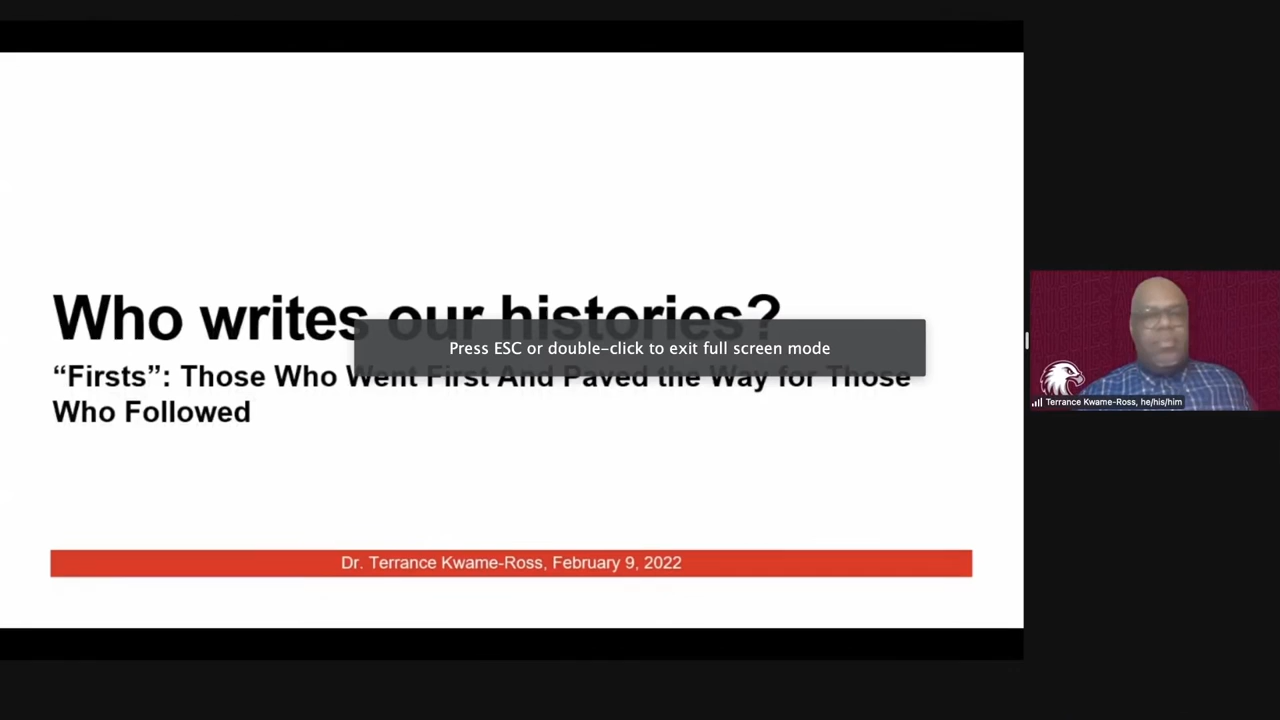 Who writes our histories?
Press ESC or double-click to exit full screen mode
“Firsts”: Those Who Went First And Paved the Way for Those
Who Followed
Dr. Terrance Kwame-Ross, February 9, 2022
Terrance Kwame-Ross, he/his/him